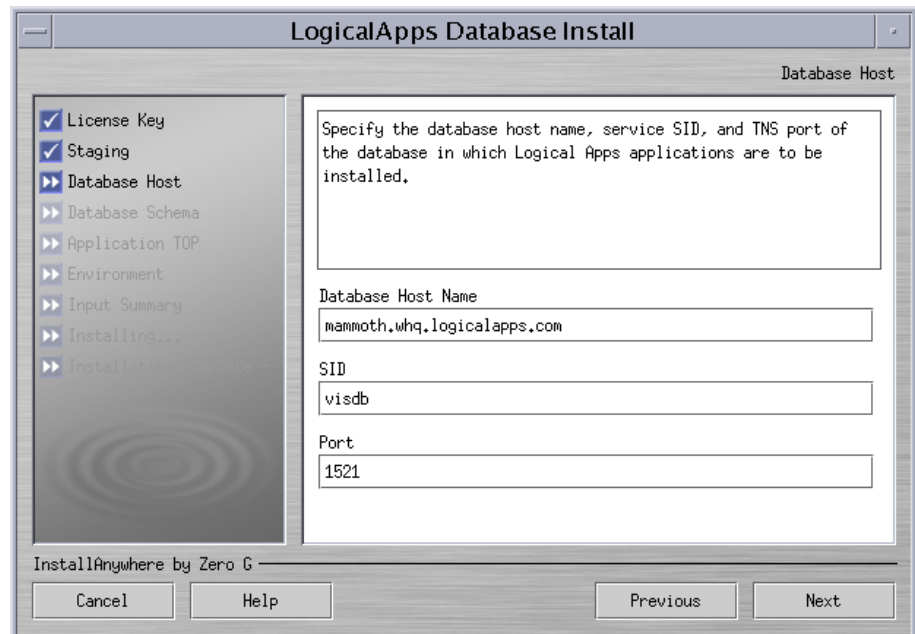 LogicalApps Database Install
Database Host
License Key
Staging
Database Host
Database Schema
Application TOP
Environment
Input Summary
Installing...
Specify the database host name, service SID, and TNS port of
the database in which Logical Apps applications are to be
installed.
Database Host Name
mammoth.whq.logicalapps.com
SID
visdb
Port
1521
InstallAnywhere by Zero G
Cancel
Help
Previous
Next